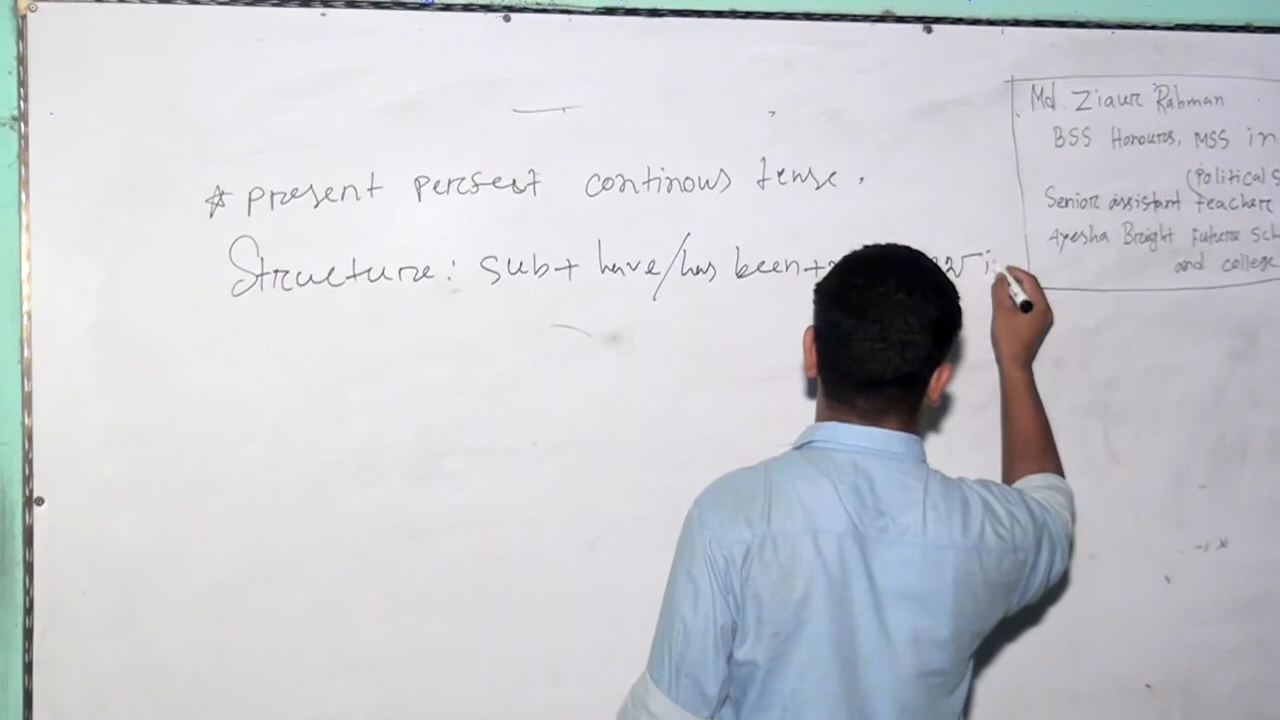 * present persest continous tense.
Structure: sub+ have/has been+
Md. Ziaur Rahman
BSS Honours, MSS in
(Political S
Senior assistant teacher
Ayesha Bright Future Sch
and college